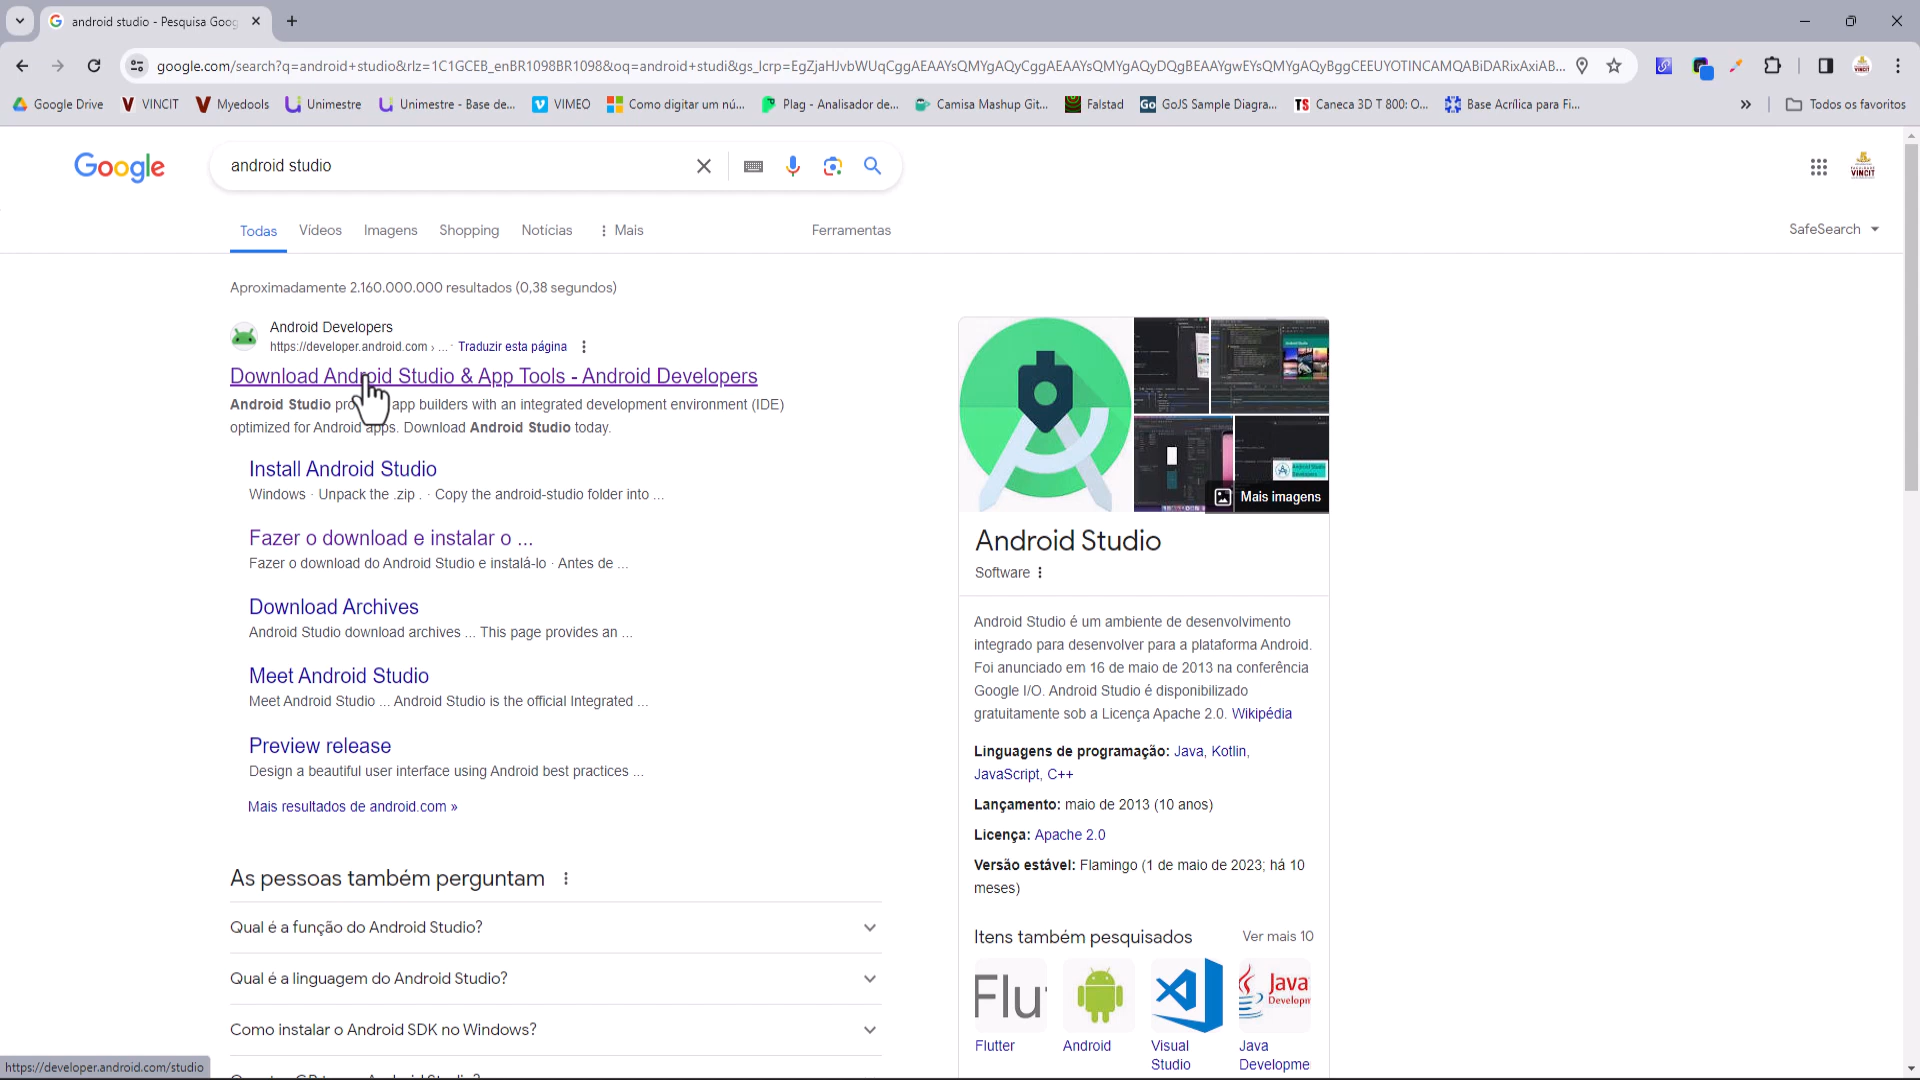 android studio - Pesquisa Goog
google.com/search?q=android+studio&rlz=1C1GCEB_enBR1098BR1098&oq=android+studi&gs_lcrp=EgZjaHJvbWUqCggAEAAYsQMYgAQyCggAEAAYsQMYgAQyDQgBEAAYgwEYsQMYgAQyBggCEEUYOTINCAMQABiDARixAxiAB...
Google Drive
VINCIT
Myedools
Unimestre
Unimestre - Base de...
VIMEO
Como digitar um nú...
Plag - Analisador de...
Camisa Mashup Git...
Falstad
GoJS Sample Diagra...
Caneca 3D T 800: O...
Base Acrílica para Fi...
Todos os favoritos
Google
android studio
VINCIT
Todas
Vídeos
Imagens
Shopping
Notícias
Mais
Ferramentas
SafeSearch
Aproximadamente 2.160.000.000 resultados (0,38 segundos)
Android Developers
https://developer.android.com › ... · Traduzir esta página
Download Android Studio & App Tools - Android Developers
Android Studio app builders with an integrated development environment (IDE)
optimized for Android apps. Download Android Studio today.
Install Android Studio
Windows · Unpack the .zip . · Copy the android-studio folder into ...
Fazer o download e instalar o ...
Fazer o download do Android Studio e instalá-lo · Antes de ...
Download Archives
Android Studio download archives ... This page provides an ...
Meet Android Studio
Meet Android Studio ... Android Studio is the official Integrated ...
Preview release
Design a beautiful user interface using Android best practices ...
Mais resultados de android.com »
As pessoas também perguntam
Qual é a função do Android Studio?
Qual é a linguagem do Android Studio?
Como instalar o Android SDK no Windows?
https://developer.android.com/studio
Mais imagens
Android Studio
Software
Android Studio é um ambiente de desenvolvimento
integrado para desenvolver para a plataforma Android.
Foi anunciado em 16 de maio de 2013 na conferência
Google I/O. Android Studio é disponibilizado
gratuitamente sob a Licença Apache 2.0. Wikipédia
Linguagens de programação: Java, Kotlin,
JavaScript, C++
Lançamento: maio de 2013 (10 anos)
Licença: Apache 2.0
Versão estável: Flamingo (1 de maio de 2023; há 10
meses)
Itens também pesquisados
Ver mais 10
Flu
Java
Developm
Flutter
Android
Visual
Studio
Java
Developme